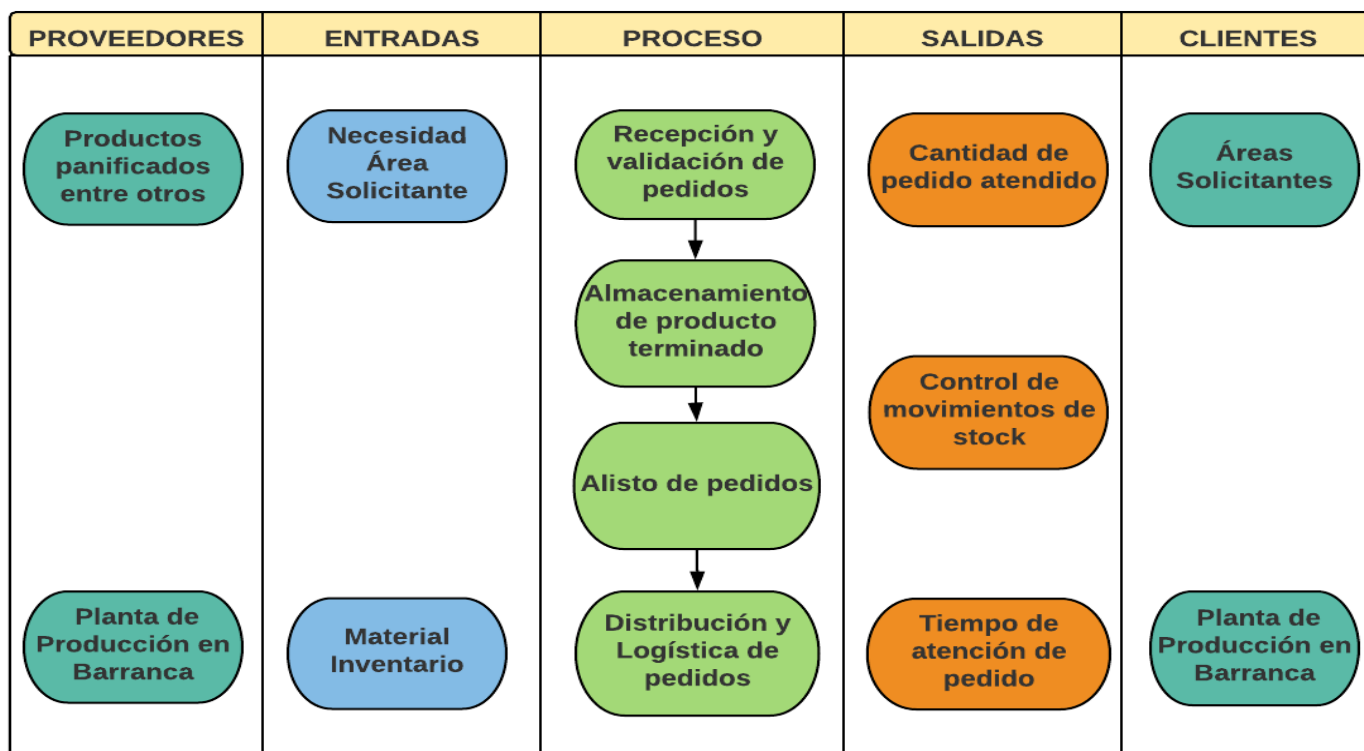 PROVEEDORES
ENTRADAS
PROCESO
SALIDAS
CLIENTES
Productos
panificados
entre otros
Planta de
Producción en
Barranca
Necesidad
Área
Solicitante
Material
Inventario
Recepción y
validación de
pedidos
Almacenamiento
de producto
terminado
Alisto de pedidos
Distribución y
Logística de
pedidos
Cantidad de
pedido atendido
Control de
movimientos de
stock
Tiempo de
atención de
pedido
Áreas
Solicitantes
Planta de
Producción en
Barranca